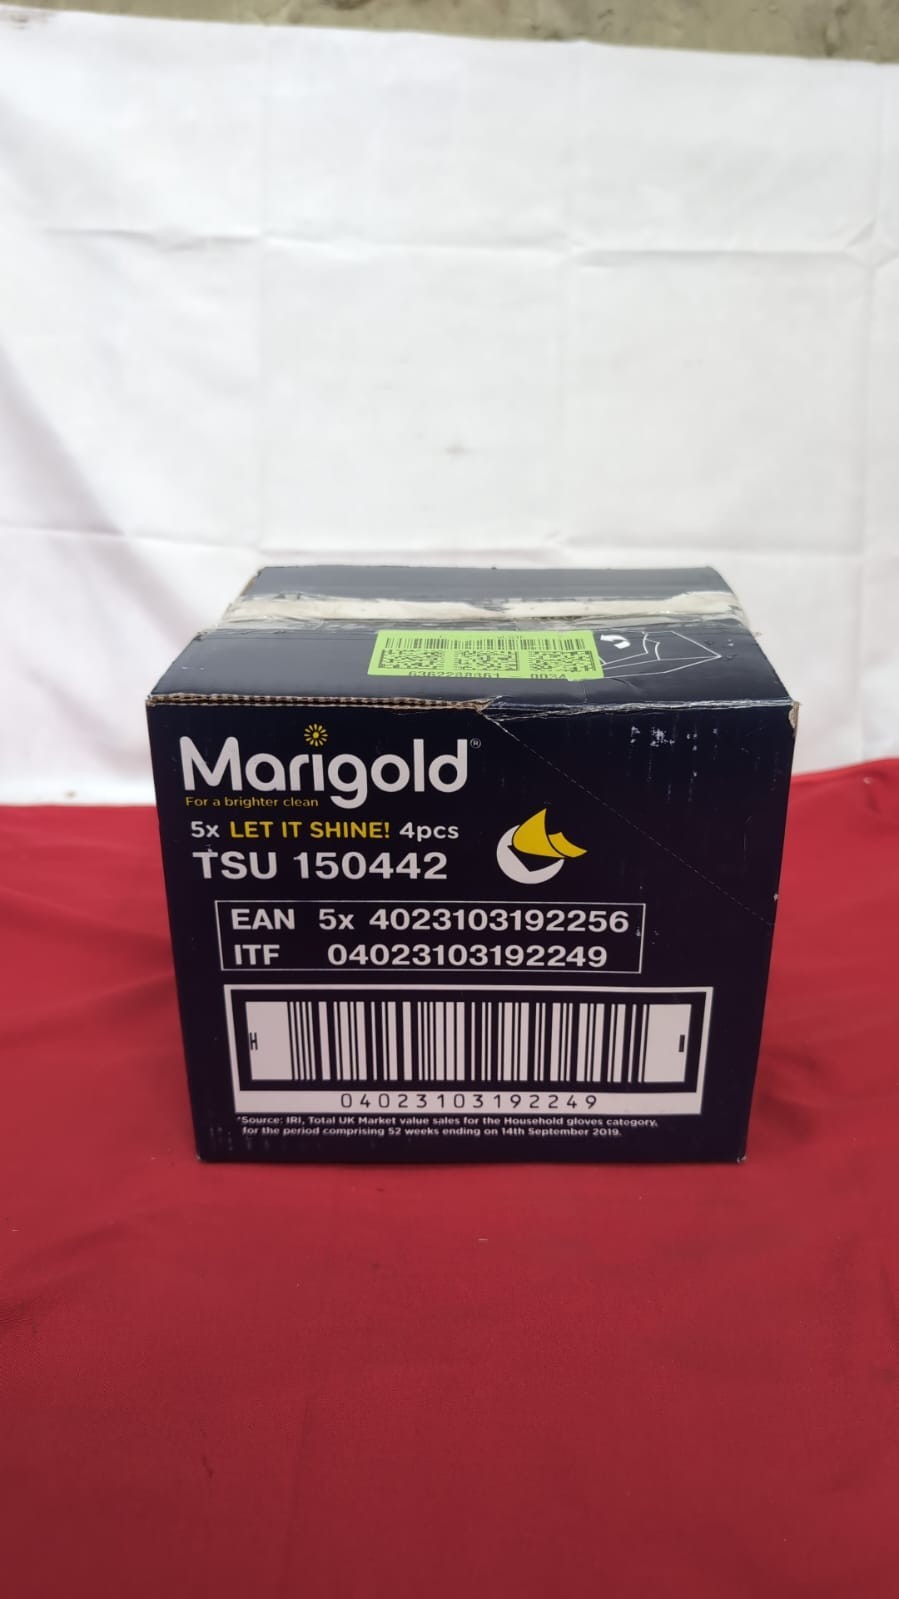 Marigold®
For a brighter clean
5x LET IT SHINE! 4pcs
TSU 150442
EAN 5x 4023103192256
ITF 04023103192249
H
04023103192249
*Source: IRI, Total UK Market value sales for the Household gloves category,
for the period comprising 52 weeks ending on 14th September 2019.